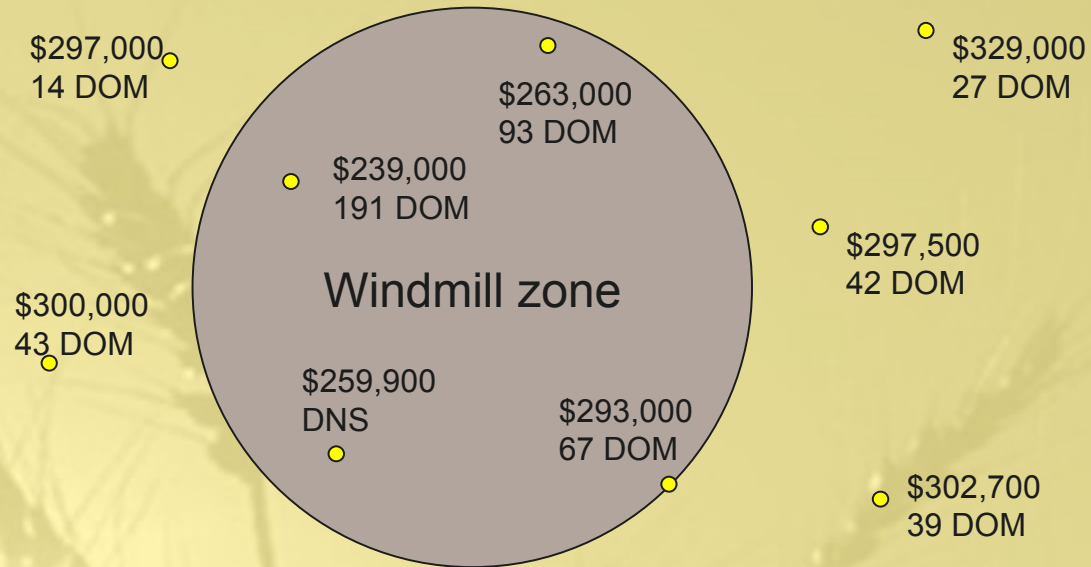 $297,000
14 DOM
$263,000
93 DOM
$329,000
27 DOM
$239,000
191 DOM
$297,500
42 DOM
Windmill zone
$300,000
43 DOM
$259,900
DNS
$293,000
67 DOM
$302,700
39 DOM